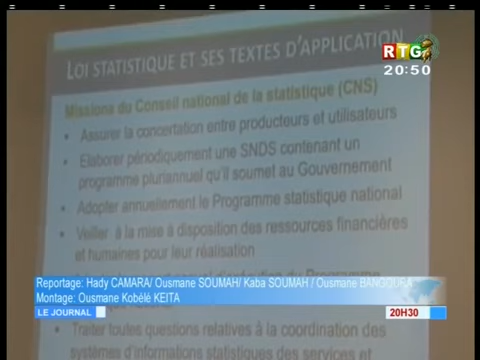 LOI STATISTIQUE ET SES TEXTES D'APPLICATION
RTG
20:50
Missions du Conseil national de la statistique (CNS)
• Assurer la concertation entre producteurs et utilisateurs
• Elaborer périodiquement une SNDS contenant un
programme pluriannuel qu'il soumet au Gouvernement
• Adopter annuellement le Programme statistique national
• Veiller à la mise à disposition des ressources financières
et humaines pour leur réalisation
Reportage: Hady CAMARA/ Ousmane SOUMAH/ Kaba SOUMAH / Ousmane BANGOURA
Montage: Ousmane Kobélé KEITA
LE JOURNAL
20H30
• Traiter toutes questions relatives à la coordination des
systèmes d'informations statistiques des services et